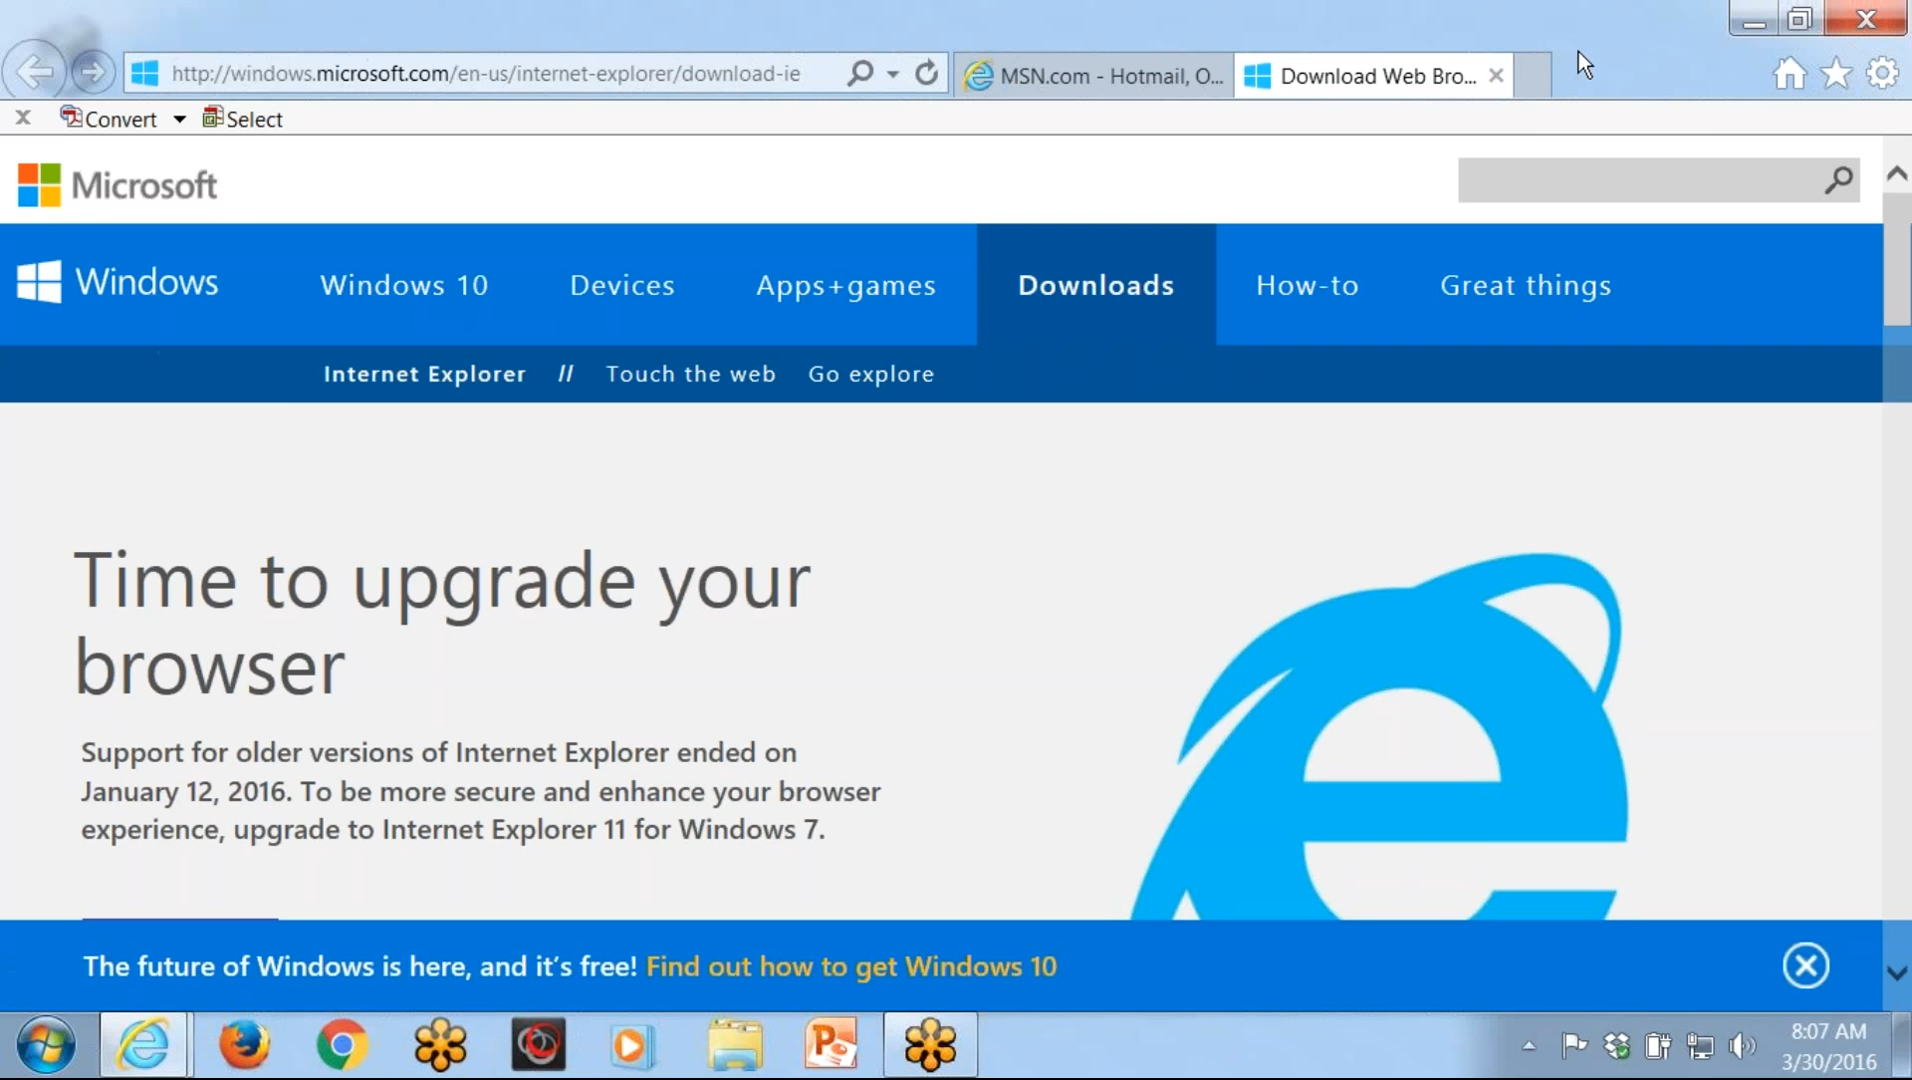 http://windows.microsoft.com/en-us/internet-explorer/download-ie
MSN.com - Hotmail, O...
Download Web Bro...
Convert
Select
Microsoft
Windows
Windows 10
Devices
Apps+games
Downloads
How-to
Great things
Internet Explorer // Touch the web Go explore
Time to upgrade your
browser
Support for older versions of Internet Explorer ended on
January 12, 2016. To be more secure and enhance your browser
experience, upgrade to Internet Explorer 11 for Windows 7.
The future of Windows is here, and it's free! Find out how to get Windows 10
8:07 AM
3/30/2016